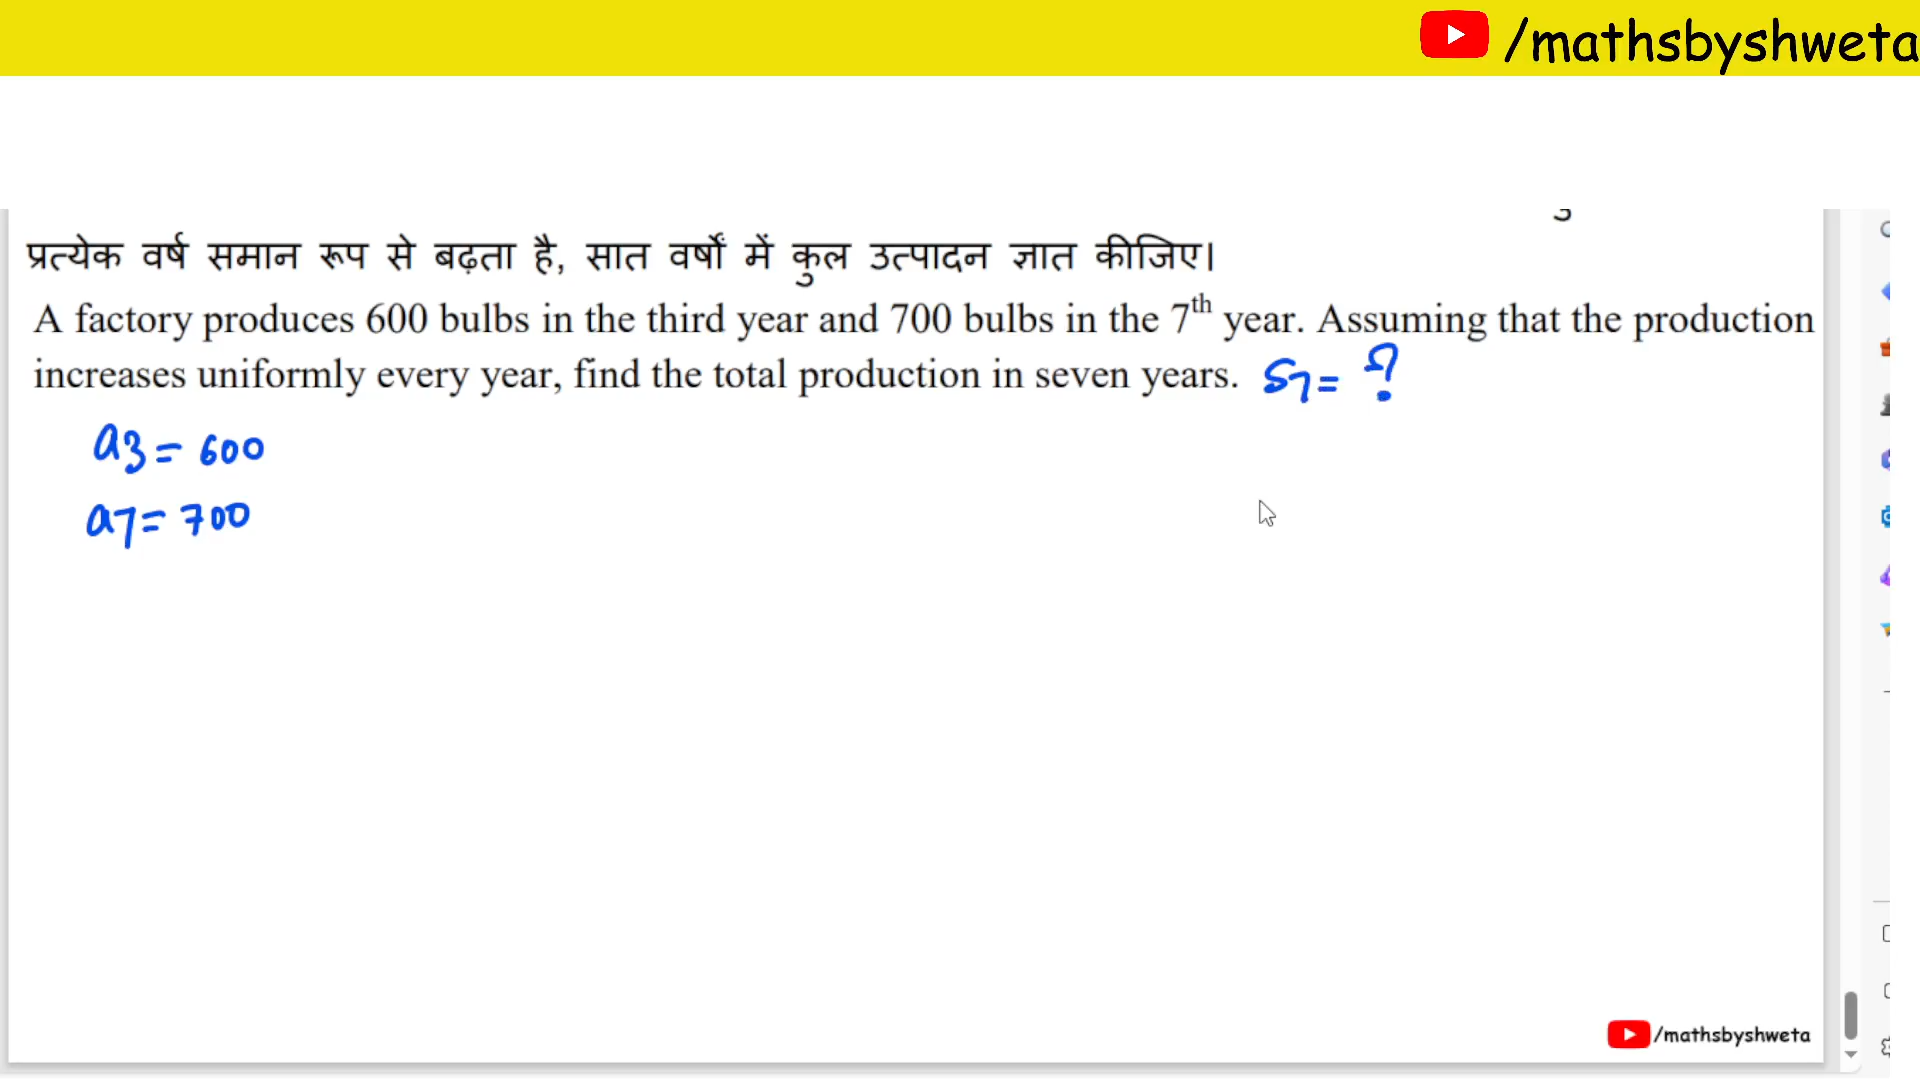 /mathsbyshweta
प्रत्येक वर्ष समान रूप से बढ़ता है, सात वर्षों में कुल उत्पादन ज्ञात कीजिए।
A factory produces 600 bulbs in the third year and 700 bulbs in the 7th year. Assuming that the production
increases uniformly every year, find the total production in seven years. S7 = ?
a3 = 600
a7 = 700
/mathsbyshweta